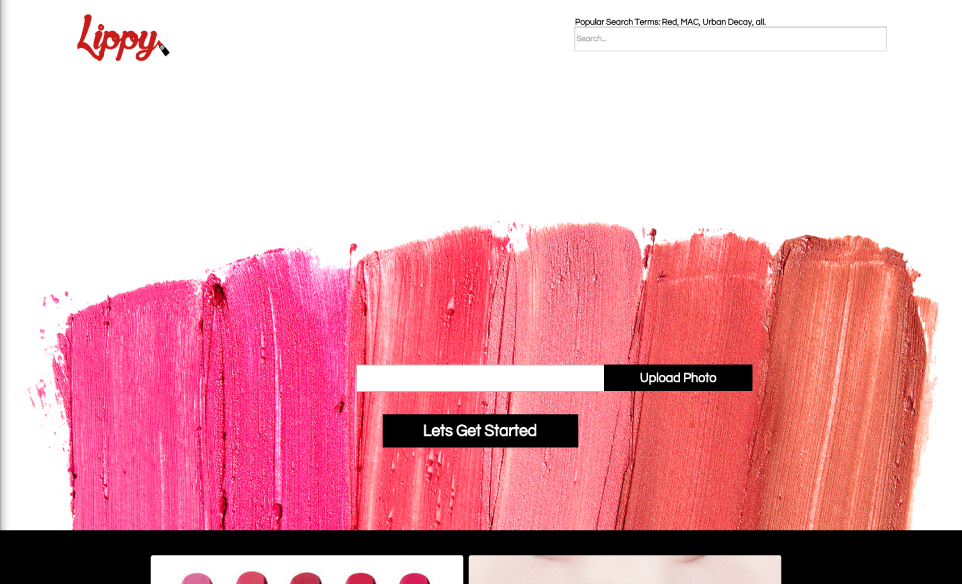 Lippy
Popular Search Terms: Red, MAC, Urban Decay, all.
Search...
Upload Photo
Lets Get Started